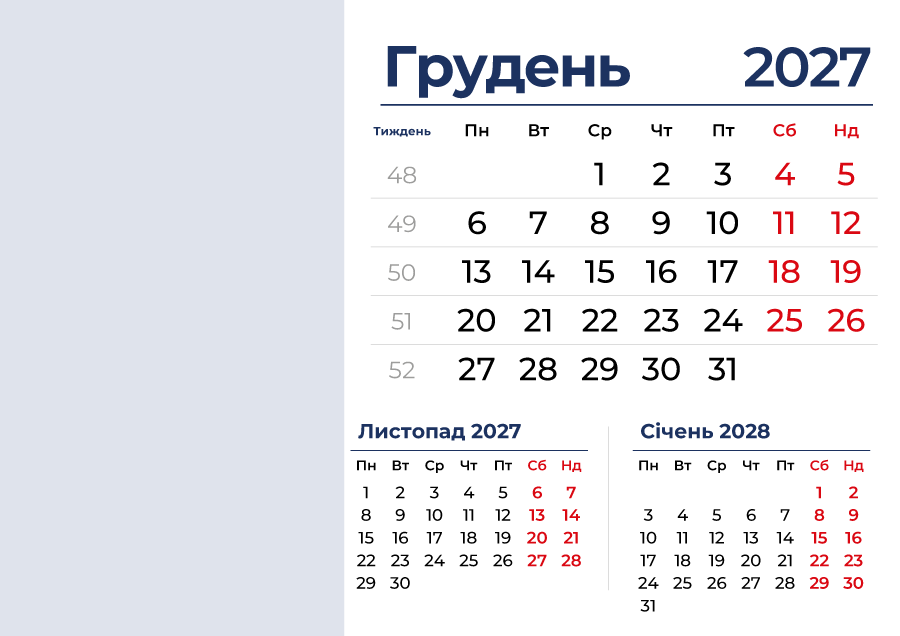 Грудень 2027
Тиждень Пн Вт Ср Чт Пт Сб Нд
48 1 2 3 4 5
49 6 7 8 9 10 11 12
50 13 14 15 16 17 18 19
51 20 21 22 23 24 25 26
52 27 28 29 30 31
Листопад 2027
Пн Вт Ср Чт Пт Сб Нд
1 2 3 4 5 6 7
8 9 10 11 12 13 14
15 16 17 18 19 20 21
22 23 24 25 26 27 28
29 30
Січень 2028
Пн Вт Ср Чт Пт Сб Нд
1 2
3 4 5 6 7 8 9
10 11 12 13 14 15 16
17 18 19 20 21 22 23
24 25 26 27 28 29 30
31